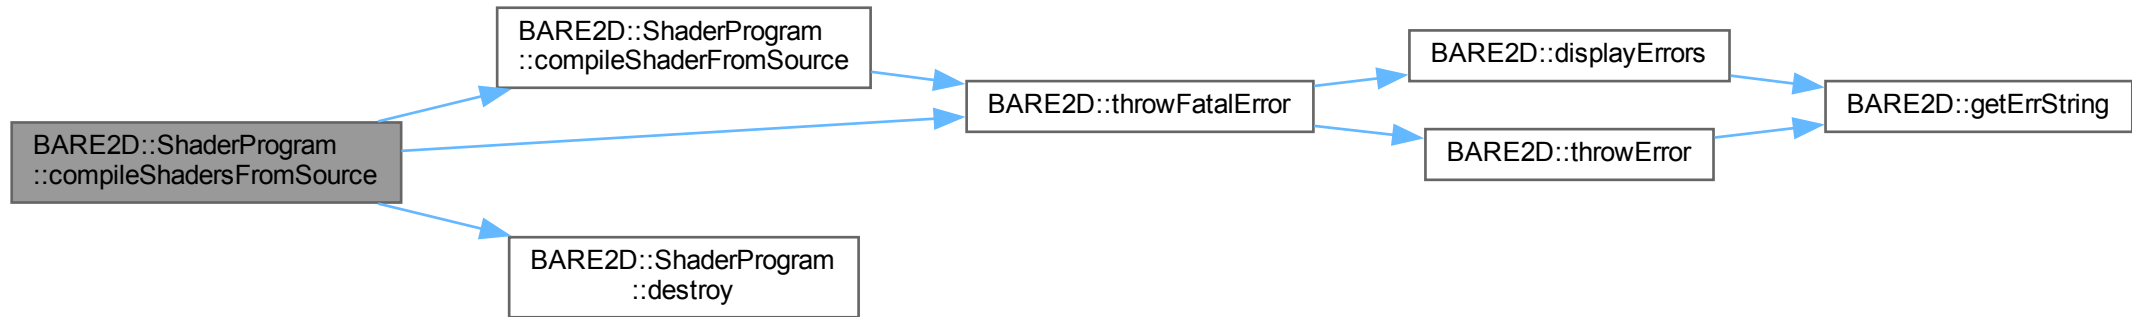 BARE2D::ShaderProgram
::compileShadersFromSource
BARE2D::ShaderProgram
::compileShaderFromSource
BARE2D::throwFatalError
BARE2D::displayErrors
BARE2D::getErrString
BARE2D::throwError
BARE2D::ShaderProgram
::destroy